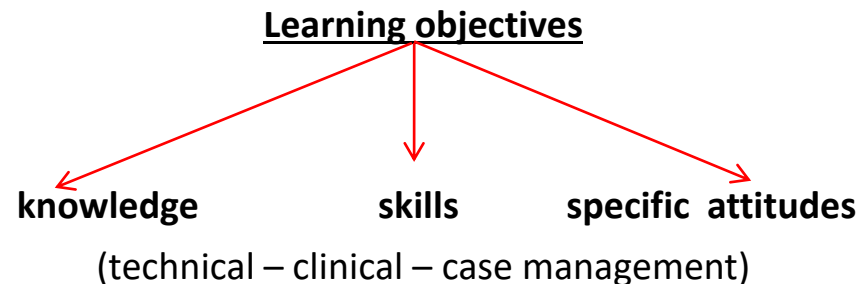 Learning objectives
knowledge skills specific attitudes
(technical – clinical – case management)